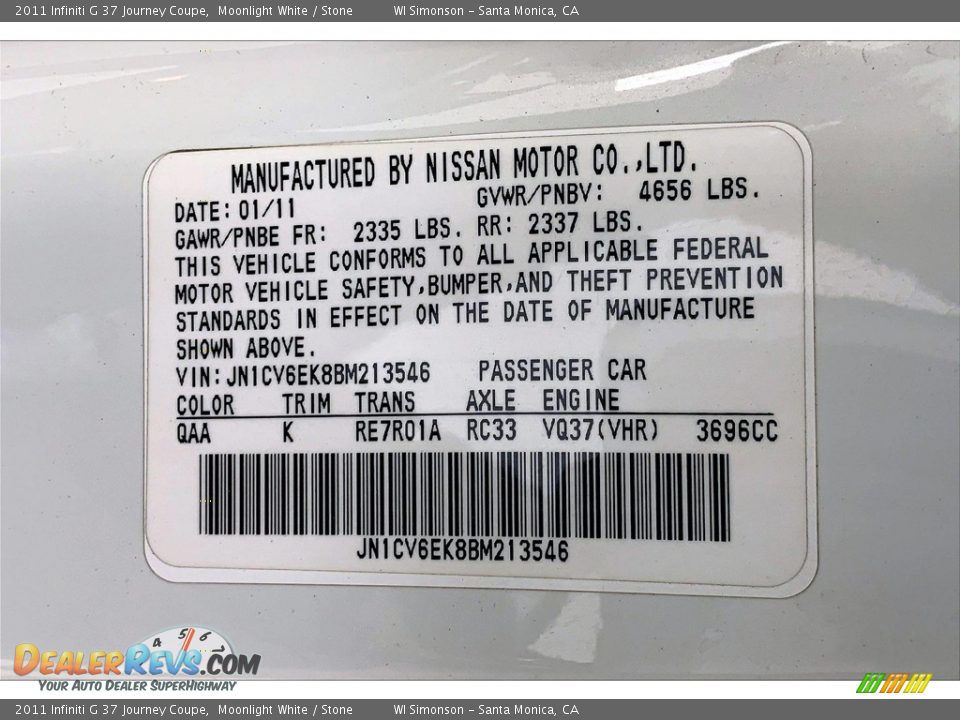 2011 Infiniti G 37 Journey Coupe, Moonlight White / Stone WI Simonson - Santa Monica, CA
MANUFACTURED BY NISSAN MOTOR CO.,LTD.
DATE: 01/11 GVWR/PNBV: 4656 LBS.
GAWR/PNBE FR: 2335 LBS. RR: 2337 LBS.
THIS VEHICLE CONFORMS TO ALL APPLICABLE FEDERAL
MOTOR VEHICLE SAFETY,BUMPER,AND THEFT PREVENTION
STANDARDS IN EFFECT ON THE DATE OF MANUFACTURE
SHOWN ABOVE.
VIN: JN1CV6EK8BM213546 PASSENGER CAR
COLOR TRIM TRANS AXLE ENGINE
QAA K RE7R01A RC33 VQ37(VHR) 3696CC
JN1CV6EK8BM213546
4 5 6
DEALERREVS.COM
YOUR AUTO DEALER SUPERHIGHWAY
2011 Infiniti G 37 Journey Coupe, Moonlight White / Stone WI Simonson - Santa Monica, CA